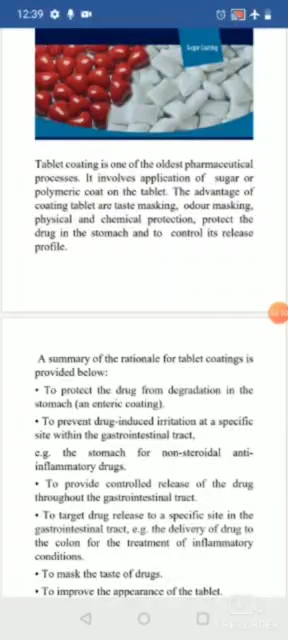 12:39
Sugar Coating
Tablet coating is one of the oldest pharmaceutical
processes. It involves application of sugar or
polymeric coat on the tablet. The advantage of
coating tablet are taste masking, odour masking,
physical and chemical protection, protect the
drug in the stomach and to control its release
profile.
A summary of the rationale for tablet coatings is
provided below:
• To protect the drug from degradation in the
stomach (an enteric coating).
• To prevent drug-induced irritation at a specific
site within the gastrointestinal tract,
e.g. the stomach for non-steroidal anti-
inflammatory drugs.
• To provide controlled release of the drug
throughout the gastrointestinal tract.
• To target drug release to a specific site in the
gastrointestinal tract, e.g. the delivery of drug to
the colon for the treatment of inflammatory
conditions.
• To mask the taste of drugs.
• To improve the appearance of the tablet.